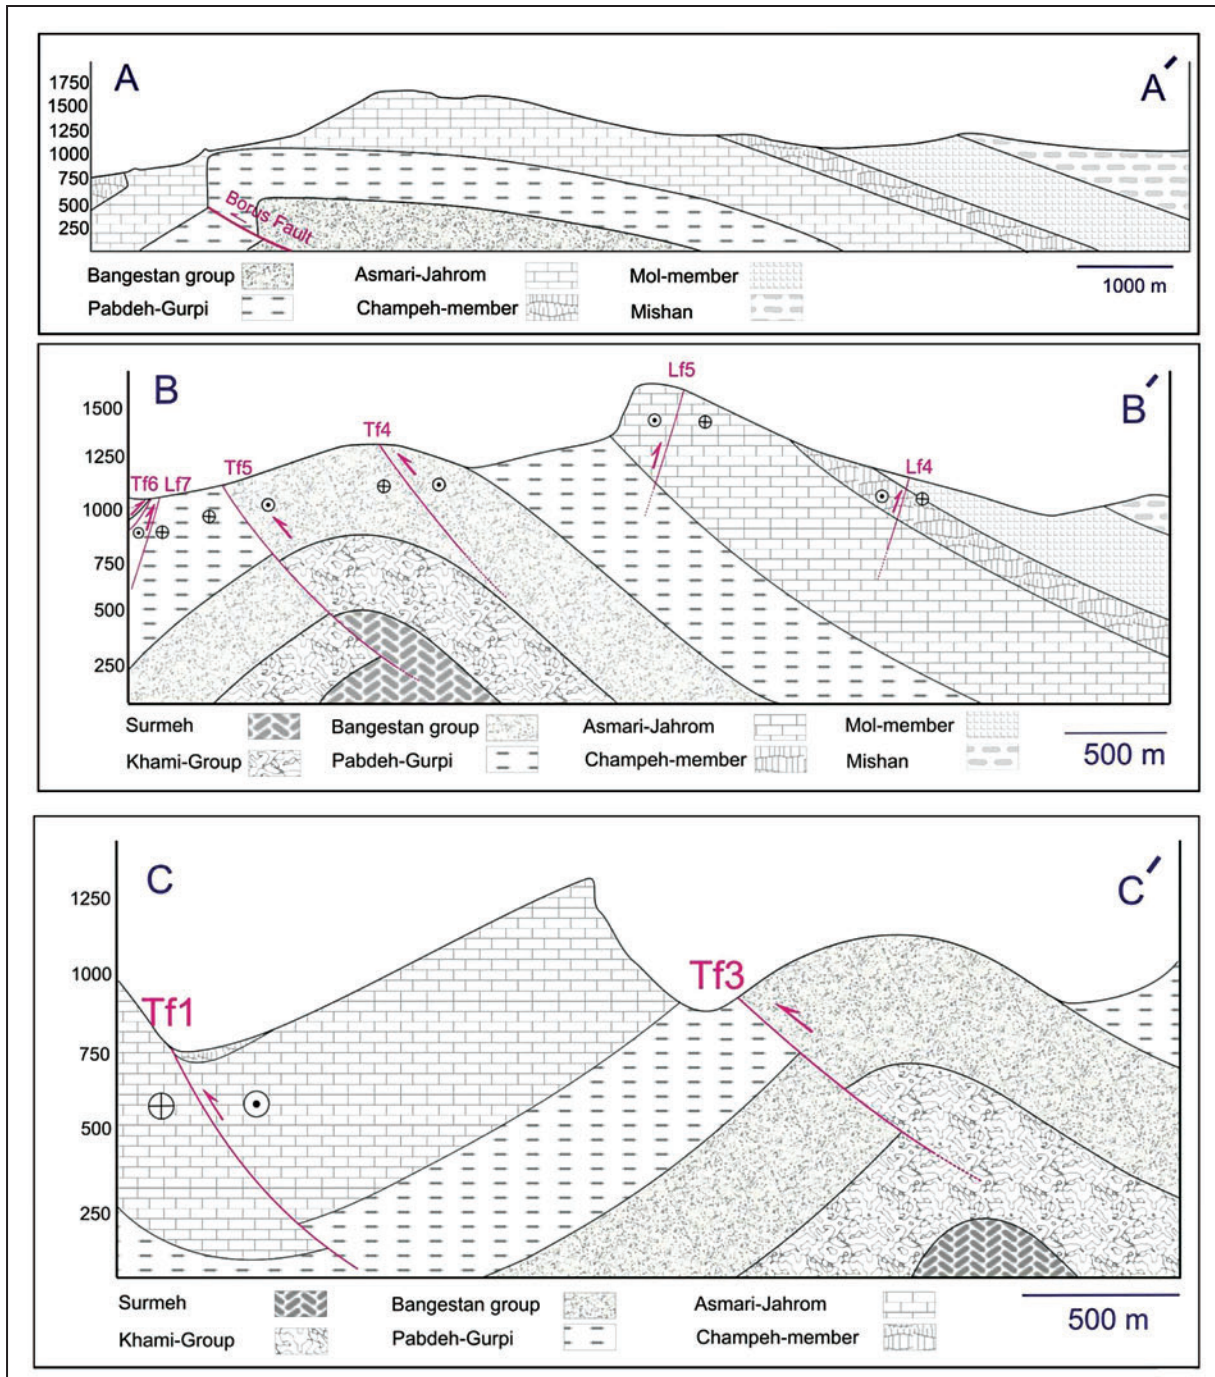 A A′
1750
1500
1250
1000
750
500
250
Borus Fault
Bangestan group Asmari-Jahrom Mol-member
Pabdeh-Gurpi Champeh-member Mishan
1000 m
B B′
Lf5
1500
Tf4
1250
Tf5
Lf4
Tf6 Lf7
1000
750
500
250
Surmeh Bangestan group Asmari-Jahrom Mol-member
Khami-Group Pabdeh-Gurpi Champeh-member Mishan
500 m
C C′
1250
1000
Tf3
Tf1
750
500
250
Surmeh Bangestan group Asmari-Jahrom
Khami-Group Pabdeh-Gurpi Champeh-member
500 m